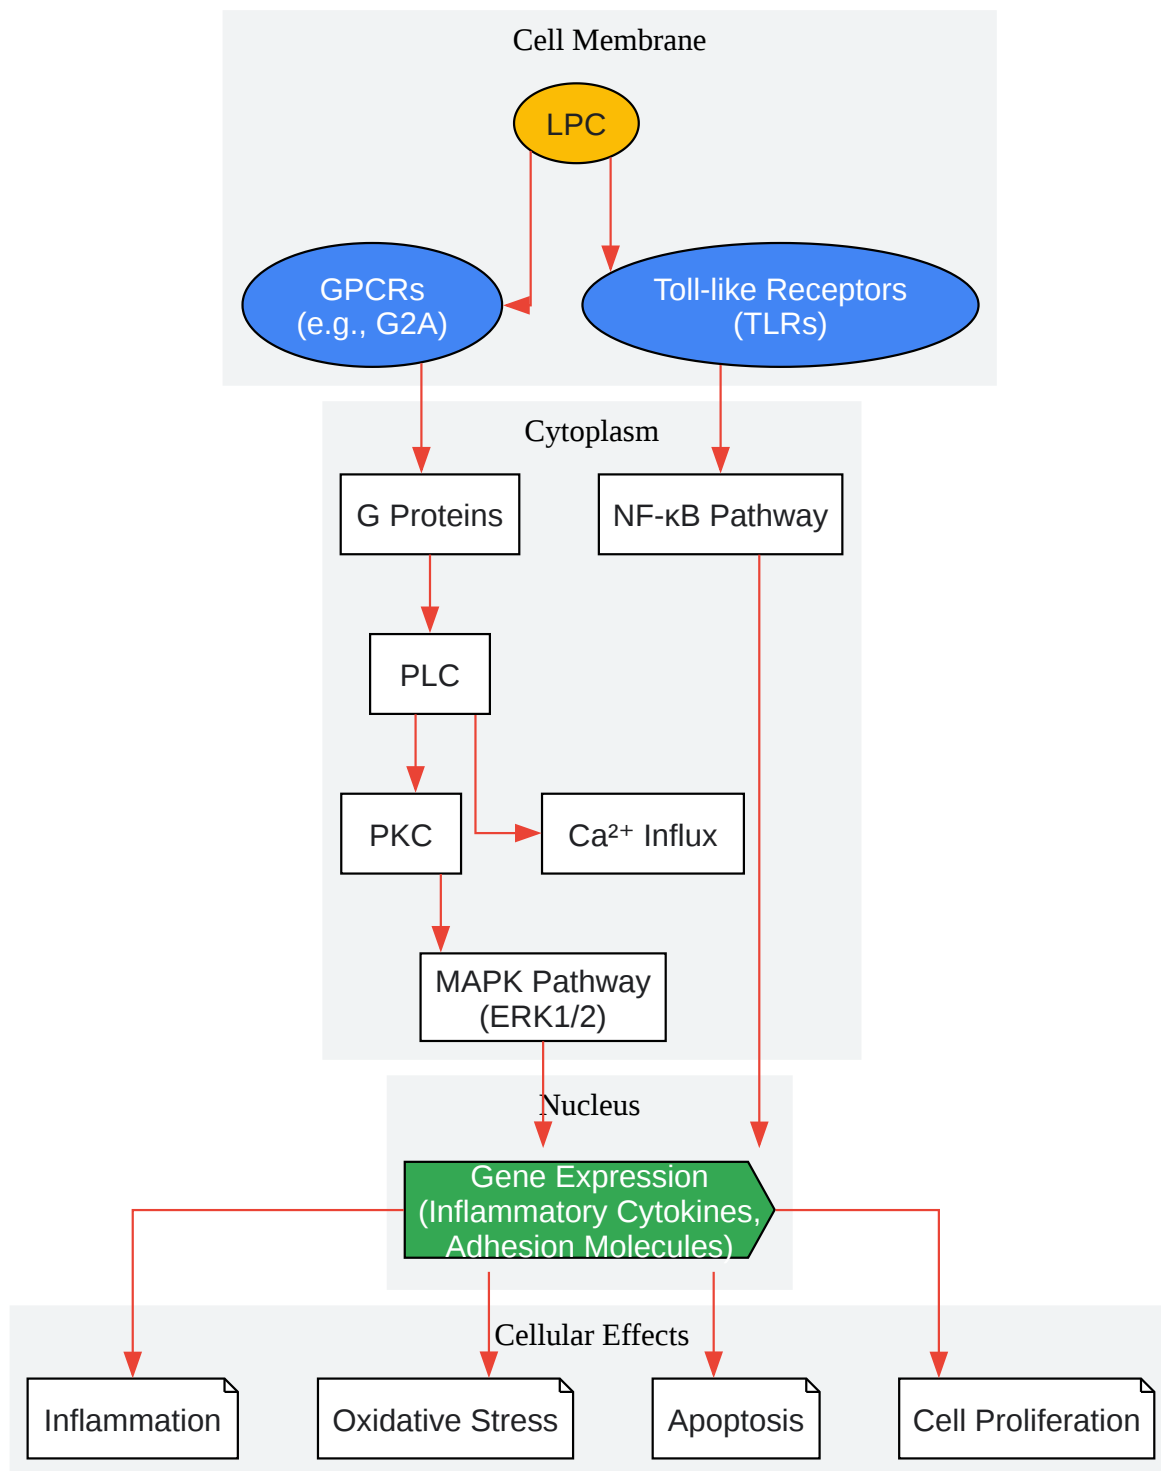 Cell Membrane
LPC
GPCRs
(e.g., G2A)
Toll-like Receptors
(TLRs)
Cytoplasm
G Proteins
NF-κB Pathway
PLC
PKC
Ca²⁺ Influx
MAPK Pathway
(ERK1/2)
Nucleus
Gene Expression
(Inflammatory Cytokines,
Adhesion Molecules)
Cellular Effects
Inflammation
Oxidative Stress
Apoptosis
Cell Proliferation